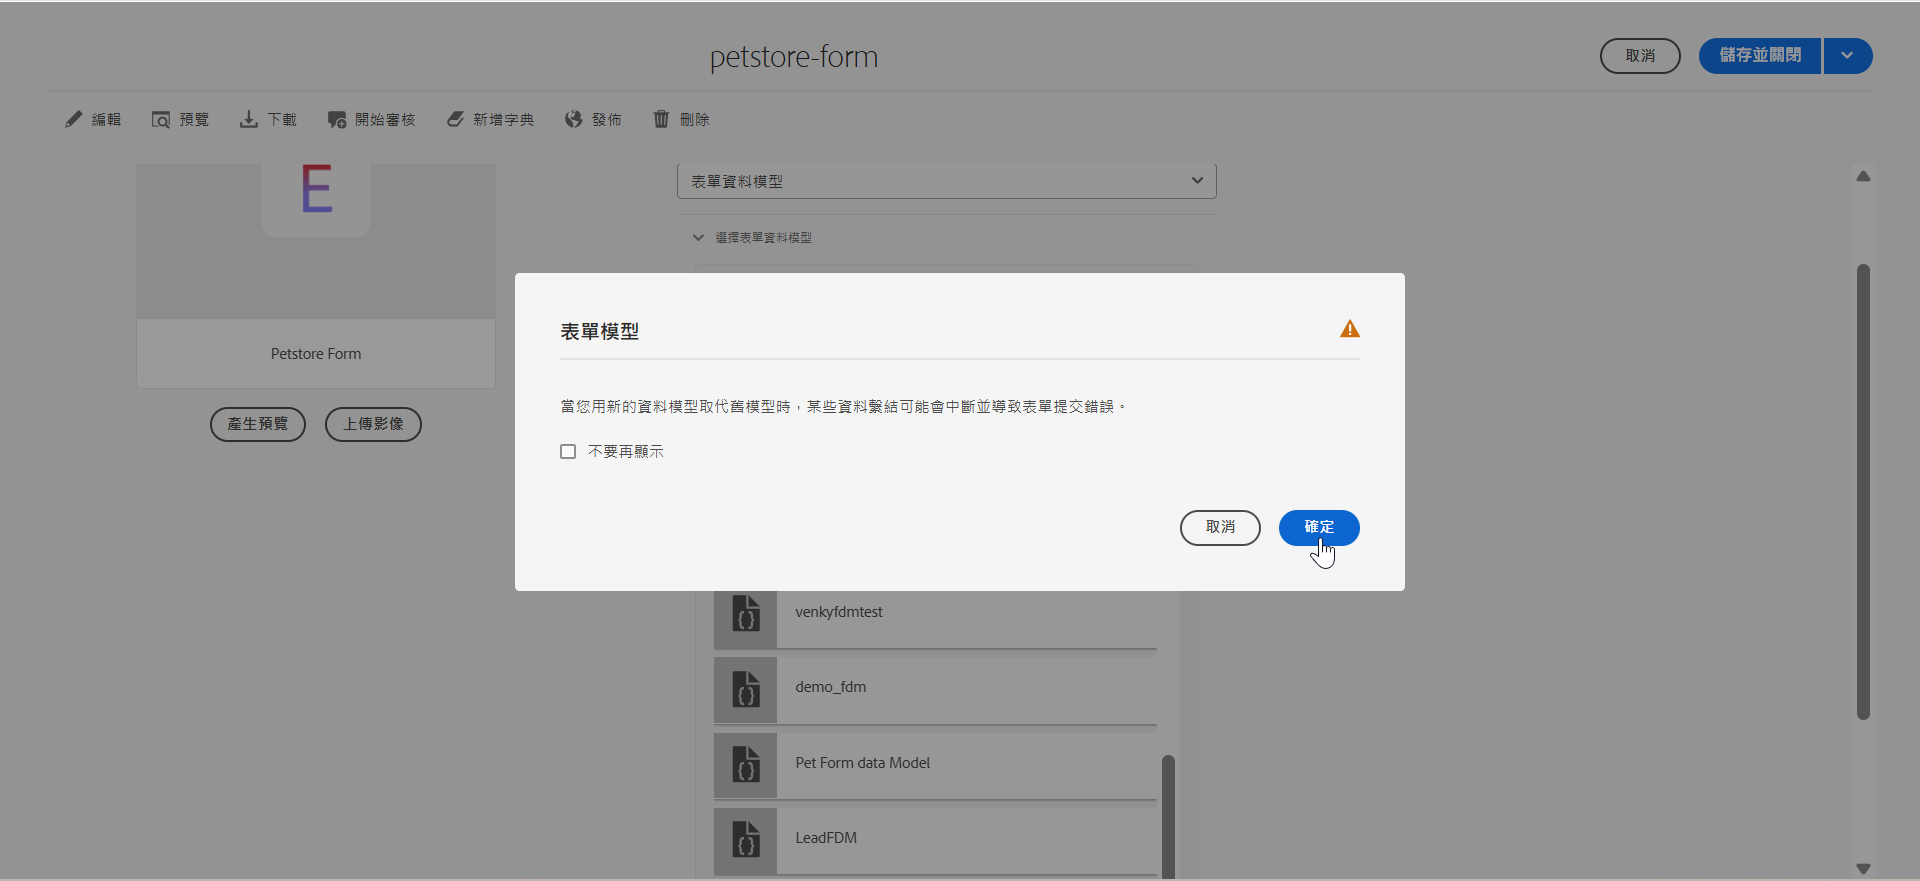 petstore-form
取消
儲存並關閉
編輯
預覽
下載
開始審核
新增字典
發佈
刪除
E
表單資料模型
選擇表單資料模型
Petstore Form
產生預覽
上傳影像
表單模型
當您用新的資料模型取代舊模型時，某些資料繫結可能會中斷並導致表單提交錯誤。
不要再顯示
取消
確定
venkyfdmtest
demo_fdm
Pet Form data Model
LeadFDM